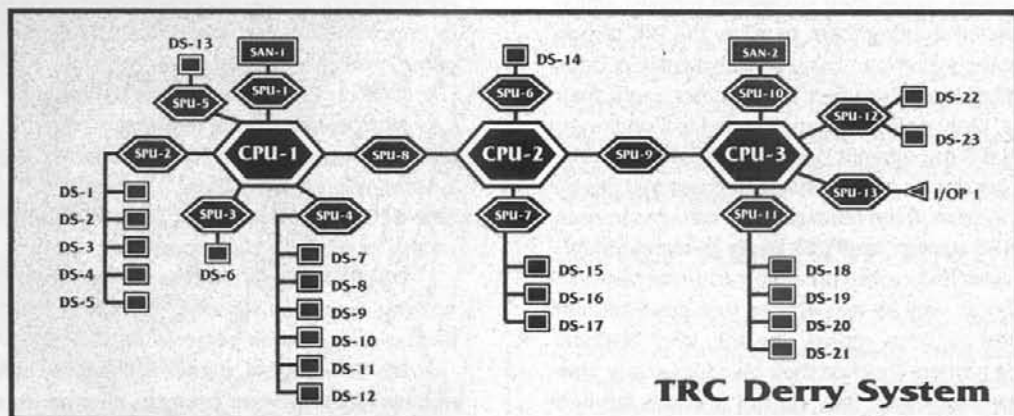 DS-13
SAN-1
DS-14
SAN-2
SPU-5
SPU-1
SPU-6
SPU-10
DS-22
SPU-12
DS-23
SPU-2
CPU-1
SPU-8
CPU-2
SPU-9
CPU-3
DS-1
SPU-13
I/OP 1
DS-2
SPU-3
SPU-4
SPU-7
SPU-11
DS-3
DS-4
DS-6
DS-5
DS-7
DS-8
DS-9
DS-10
DS-11
DS-12
DS-15
DS-16
DS-17
DS-18
DS-19
DS-20
DS-21
TRC Derry System